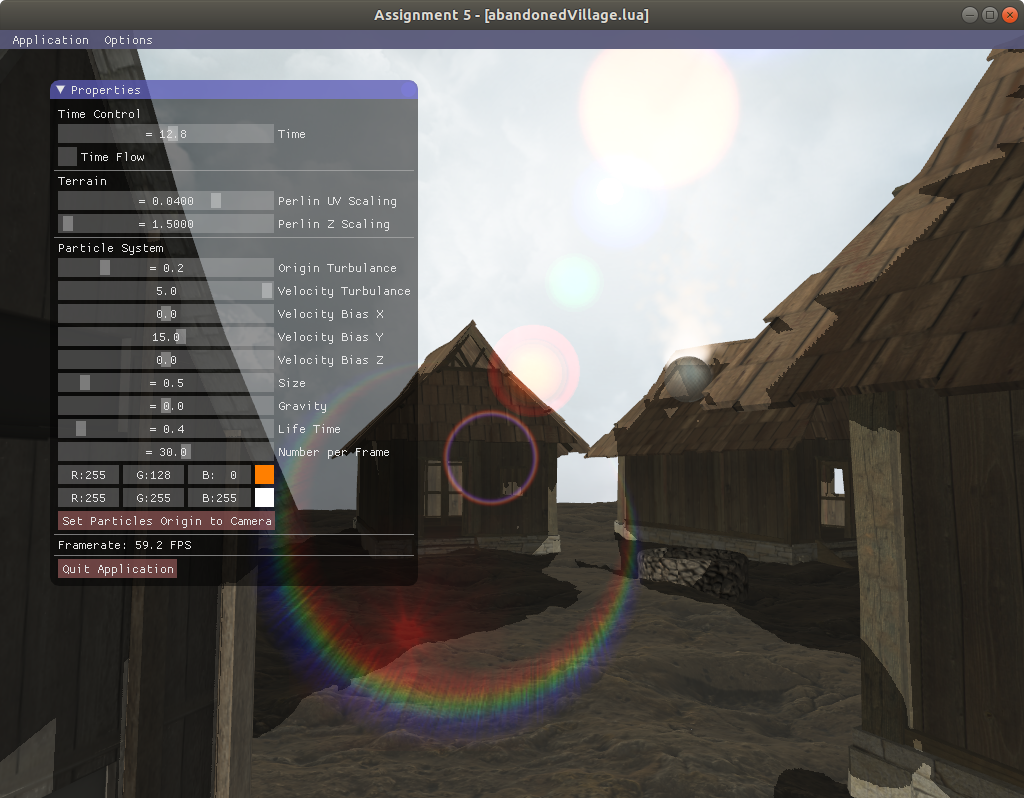 Assignment 5 - [abandonedVillage.lua]
Application Options
Properties
Time Control
= 12.8 Time
Time Flow
Terrain
= 0.0400 Perlin UV Scaling
= 1.5000 Perlin Z Scaling
Particle System
= 0.2 Origin Turbulance
5.0 Velocity Turbulance
0.0 Velocity Bias X
15.0 Velocity Bias Y
0.0 Velocity Bias Z
= 0.5 Size
= 0.0 Gravity
= 0.4 Life Time
= 30.0 Number per Frame
R:255 G:128 B: 0
R:255 G:255 B:255
Set Particles Origin to Camera
Framerate: 59.2 FPS
Quit Application